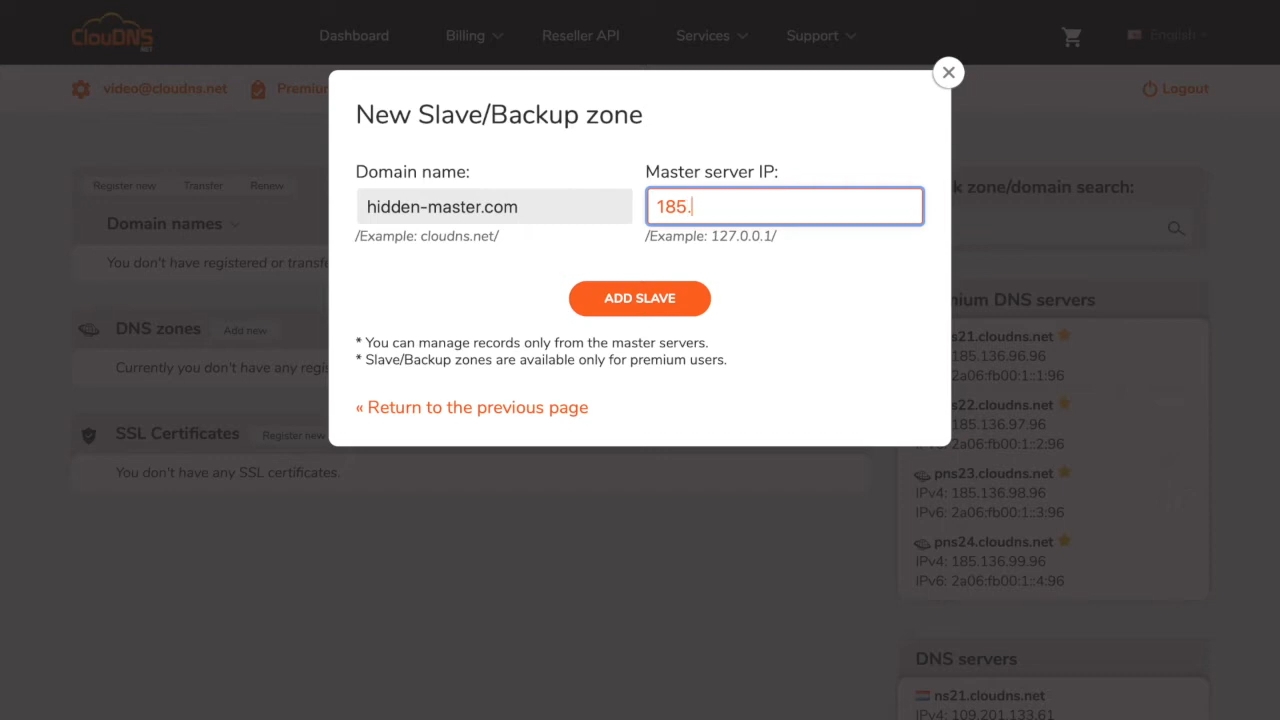 ClouDNS
.NET
Dashboard
Billing
Reseller API
Services
Support
English
video@cloudns.net
Premiu
Logout
New Slave/Backup zone
Domain name:
Master server IP:
hidden-master.com
185.
/Example: cloudns.net/
/Example: 127.0.0.1/
ADD SLAVE
* You can manage records only from the master servers.
* Slave/Backup zones are available only for premium users.
« Return to the previous page
Register new
Transfer
Renew
Domain names
You don't have registered or transfe
DNS zones
Add new
Currently you don't have any regi
SSL Certificates
Register new
You don't have any SSL certificates.
k zone/domain search:
mium DNS servers
s21.cloudns.net
185.136.96.96
2a06:fb00:1::1:96
s22.cloudns.net
185.136.97.96
2a06:fb00:1::2:96
pns23.cloudns.net
IPv4: 185.136.98.96
IPv6: 2a06:fb00:1::3:96
pns24.cloudns.net
IPv4: 185.136.99.96
IPv6: 2a06:fb00:1::4:96
DNS servers
ns21.cloudns.net
IPv4: 109.201.133.61